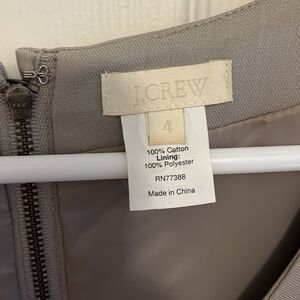 J.CREW
4
100% Cotton
Lining:
100% Polyester
RN77388
Made in China